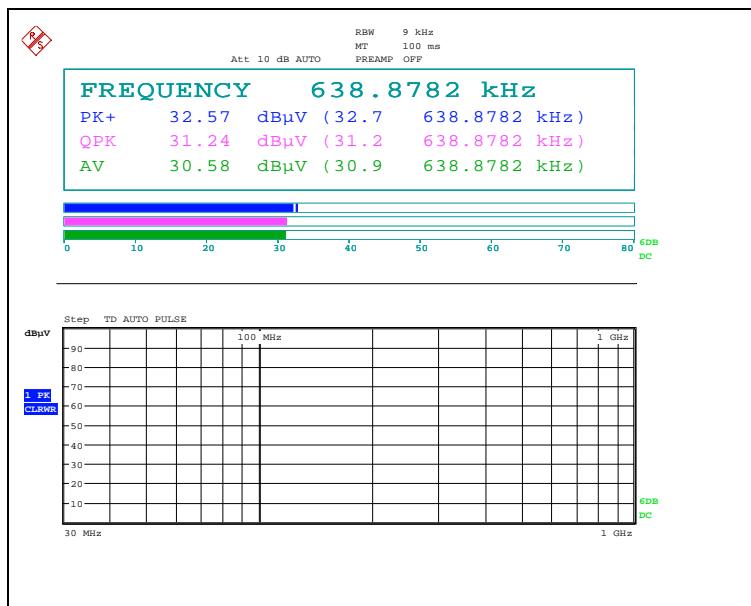 R S
RBW 9 kHz
MT 100 ms
Att 10 dB AUTO PREAMP OFF
FREQUENCY 638.8782 kHz
PK+ 32.57 dBµV (32.7 638.8782 kHz)
QPK 31.24 dBµV (31.2 638.8782 kHz)
AV 30.58 dBµV (30.9 638.8782 kHz)
0 10 20 30 40 50 60 70 80
6DB
DC
Step TD AUTO PULSE
dBµV
100 MHz 1 GHz
90
80
70
1 PK
CLRWR
60
50
40
30
20
10
6DB
DC
30 MHz 1 GHz